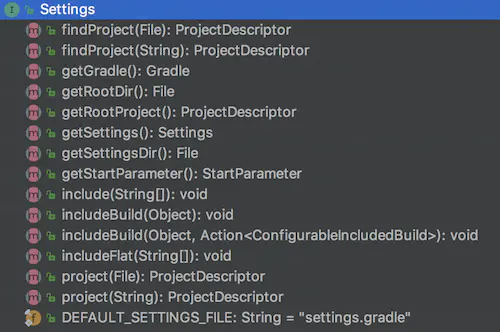 I Settings
m findProject(File): ProjectDescriptor
m findProject(String): ProjectDescriptor
m getGradle(): Gradle
m getRootDir(): File
m getRootProject(): ProjectDescriptor
m getSettings(): Settings
m getSettingsDir(): File
m getStartParameter(): StartParameter
m include(String[]): void
m includeBuild(Object): void
m includeBuild(Object, Action<ConfigurableIncludedBuild>): void
m includeFlat(String[]): void
m project(File): ProjectDescriptor
m project(String): ProjectDescriptor
f DEFAULT_SETTINGS_FILE: String = "settings.gradle"